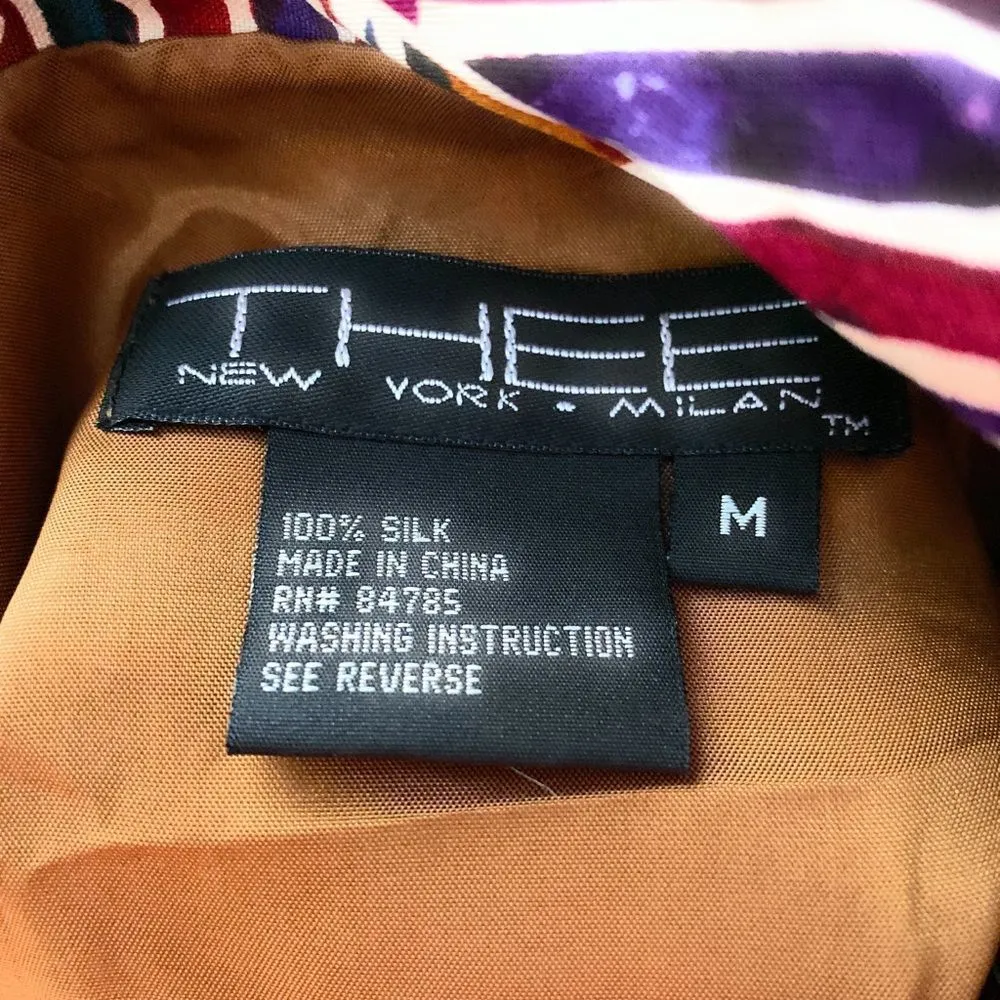 THEE
NEW YORK • MILAN™
M
100% SILK
MADE IN CHINA
RN# 84785
WASHING INSTRUCTION
SEE REVERSE